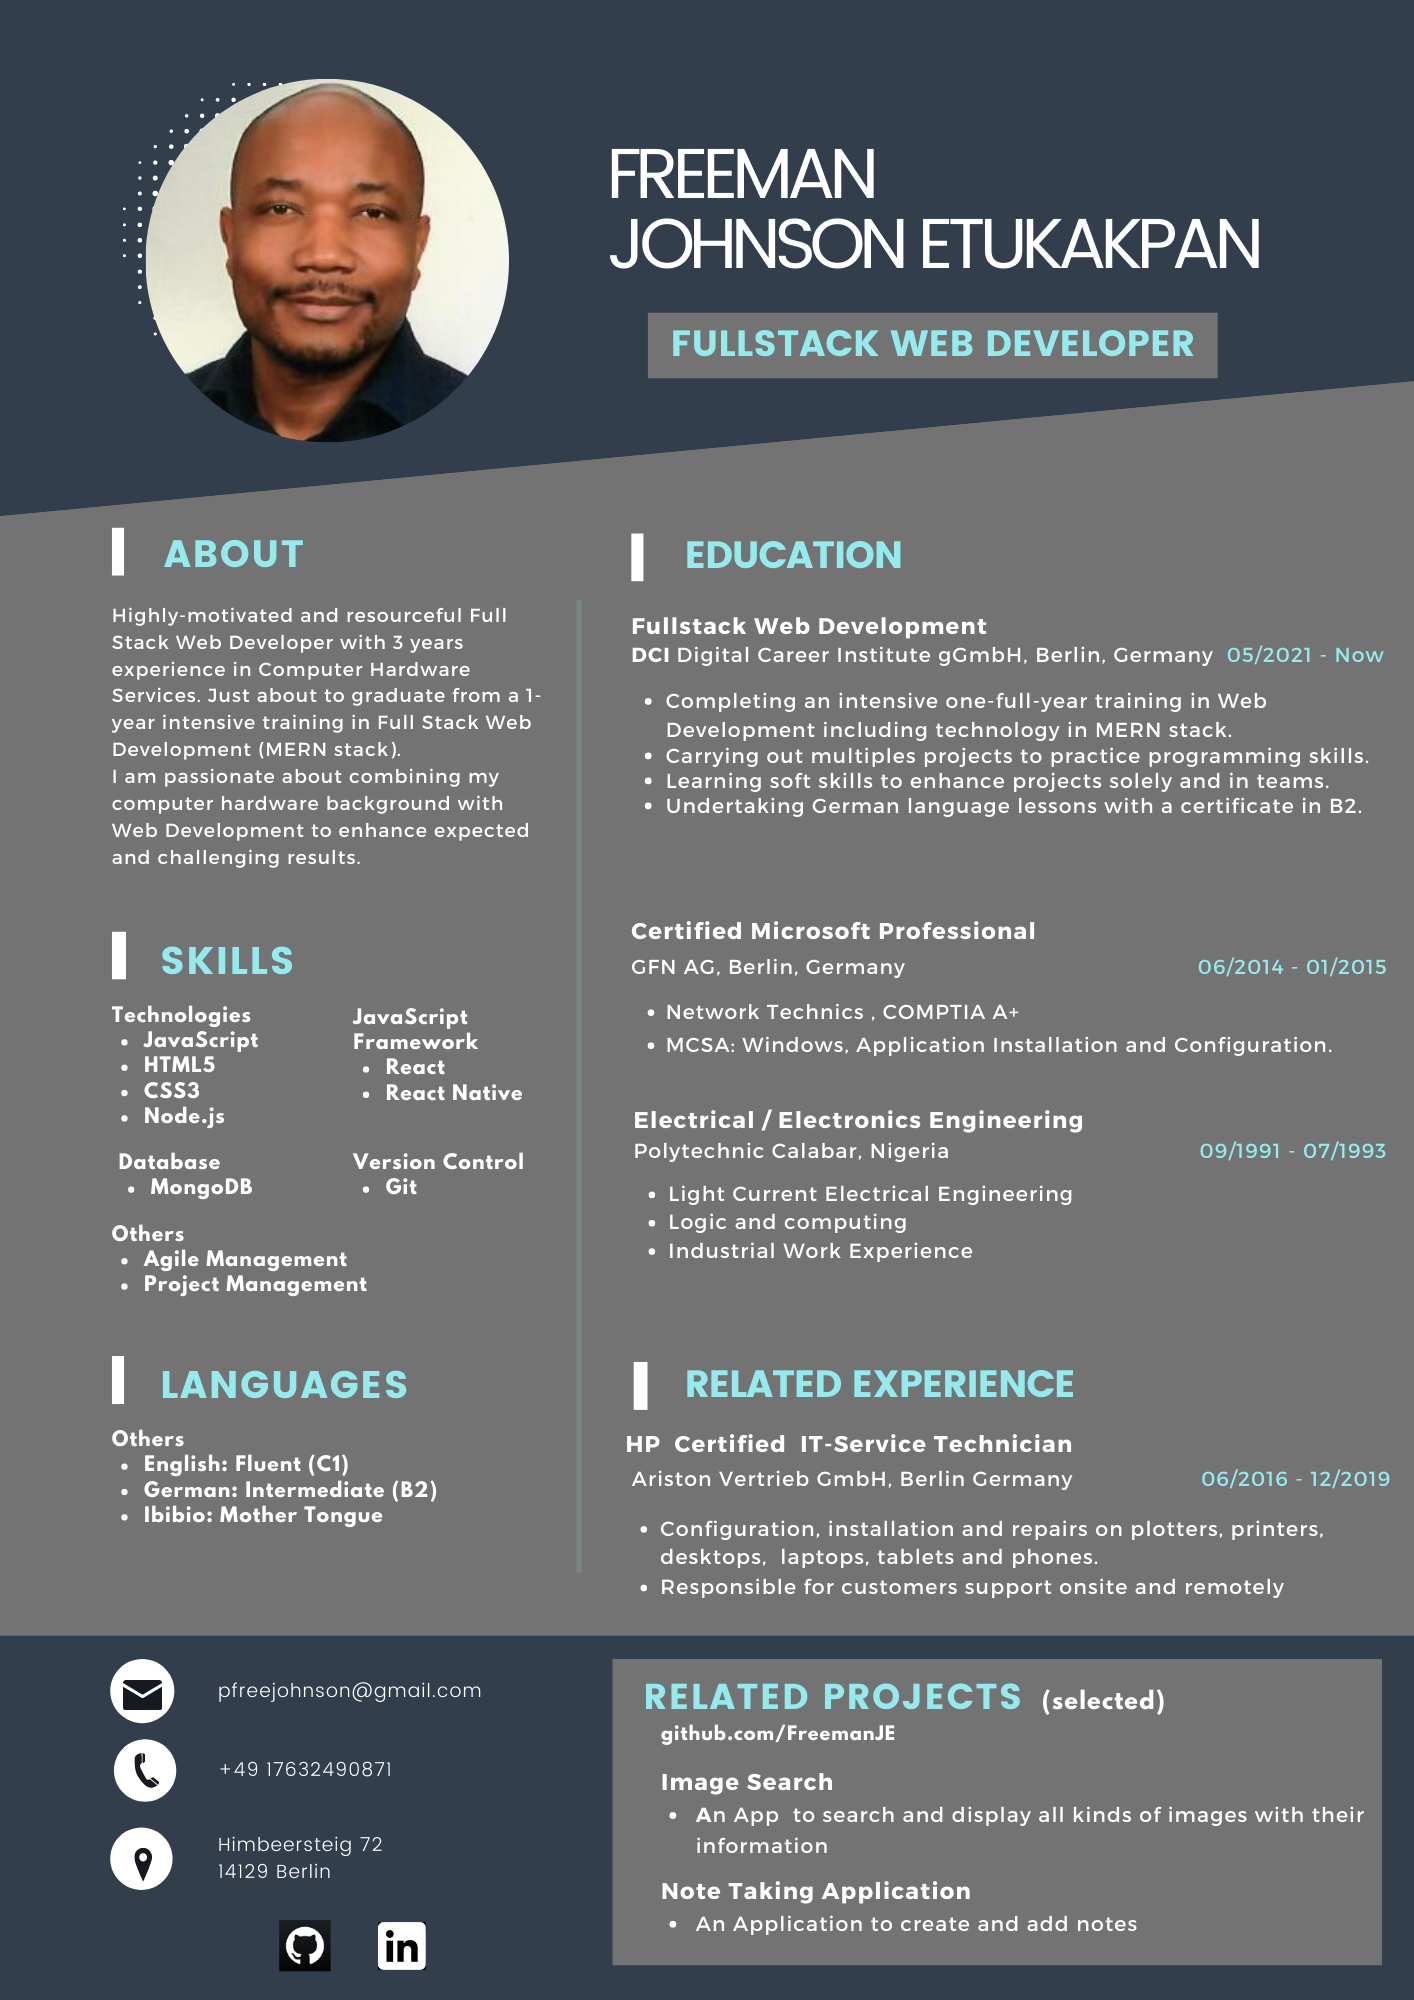 FREEMAN
JOHNSON ETUKAKPAN
FULLSTACK WEB DEVELOPER
ABOUT
Highly-motivated and resourceful Full
Stack Web Developer with 3 years
experience in Computer Hardware
Services. Just about to graduate from a 1-
year intensive training in Full Stack Web
Development (MERN stack).
I am passionate about combining my
computer hardware background with
Web Development to enhance expected
and challenging results.
SKILLS
Technologies
• JavaScript
• HTML5
• CSS3
• Node.js
JavaScript
Framework
• React
• React Native
Database
• MongoDB
Version Control
• Git
Others
• Agile Management
• Project Management
LANGUAGES
Others
• English: Fluent (C1)
• German: Intermediate (B2)
• Ibibio: Mother Tongue
EDUCATION
Fullstack Web Development
DCI Digital Career Institute gGmbH, Berlin, Germany 05/2021 - Now
• Completing an intensive one-full-year training in Web
Development including technology in MERN stack.
• Carrying out multiples projects to practice programming skills.
• Learning soft skills to enhance projects solely and in teams.
• Undertaking German language lessons with a certificate in B2.
Certified Microsoft Professional
GFN AG, Berlin, Germany 06/2014 - 01/2015
• Network Technics , COMPTIA A+
• MCSA: Windows, Application Installation and Configuration.
Electrical / Electronics Engineering
Polytechnic Calabar, Nigeria 09/1991 - 07/1993
• Light Current Electrical Engineering
• Logic and computing
• Industrial Work Experience
RELATED EXPERIENCE
HP Certified IT-Service Technician
Ariston Vertrieb GmbH, Berlin Germany 06/2016 - 12/2019
• Configuration, installation and repairs on plotters, printers,
desktops, laptops, tablets and phones.
• Responsible for customers support onsite and remotely
pfreejohnson@gmail.com
+49 17632490871
Himbeersteig 72
14129 Berlin
in
RELATED PROJECTS (selected)
github.com/FreemanJE
Image Search
• An App to search and display all kinds of images with their
information
Note Taking Application
• An Application to create and add notes